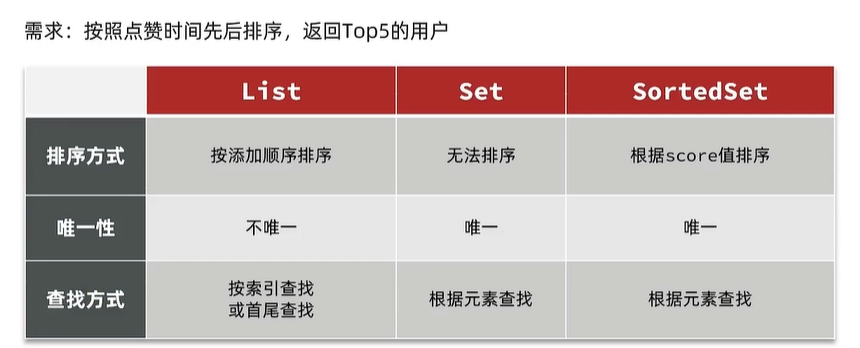 需求：按照点赞时间先后排序，返回Top5的用户
List Set SortedSet
排序方式 按添加顺序排序 无法排序 根据score值排序
唯一性 不唯一 唯一 唯一
查找方式 按索引查找 或首尾查找 根据元素查找 根据元素查找